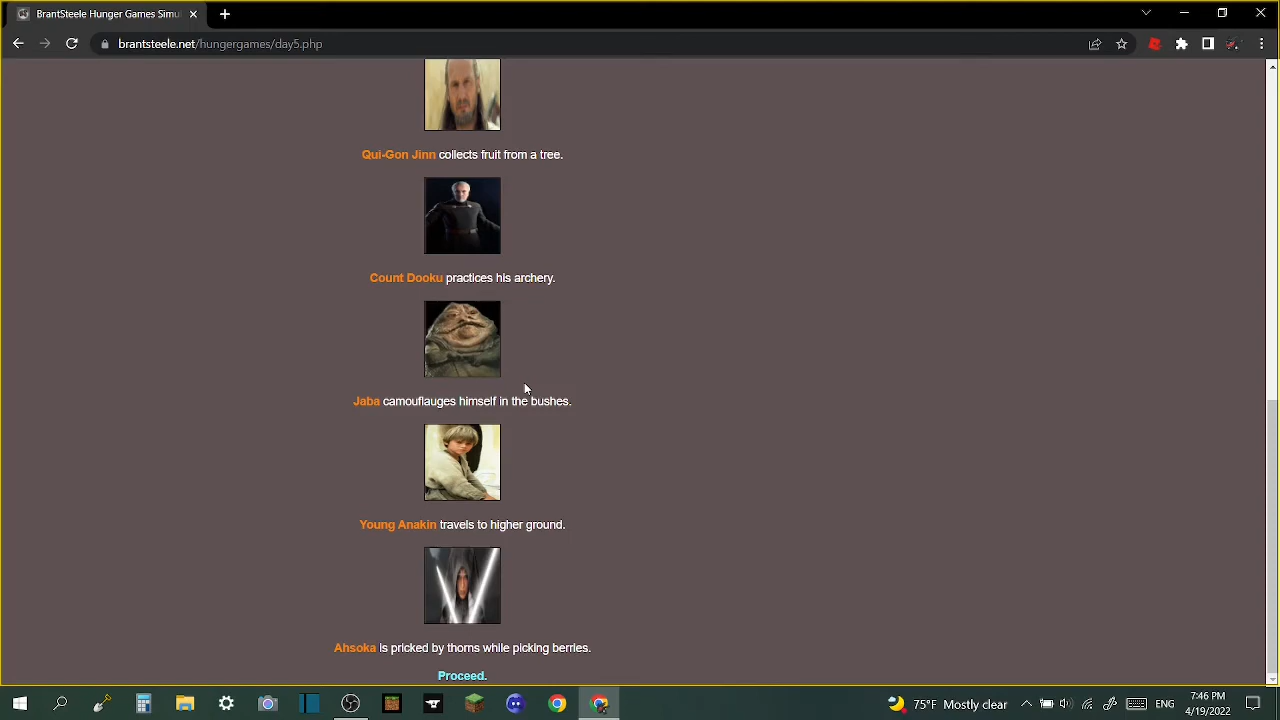 BrantSteele Hunger Games Simul
brantsteele.net/hungergames/day5.php
Qui-Gon Jinn collects fruit from a tree.
Count Dooku practices his archery.
Jaba camouflauges himself in the bushes.
Young Anakin travels to higher ground.
Ahsoka is pricked by thorns while picking berries.
Proceed.
75°F Mostly clear
ENG
7:46 PM
4/19/2022